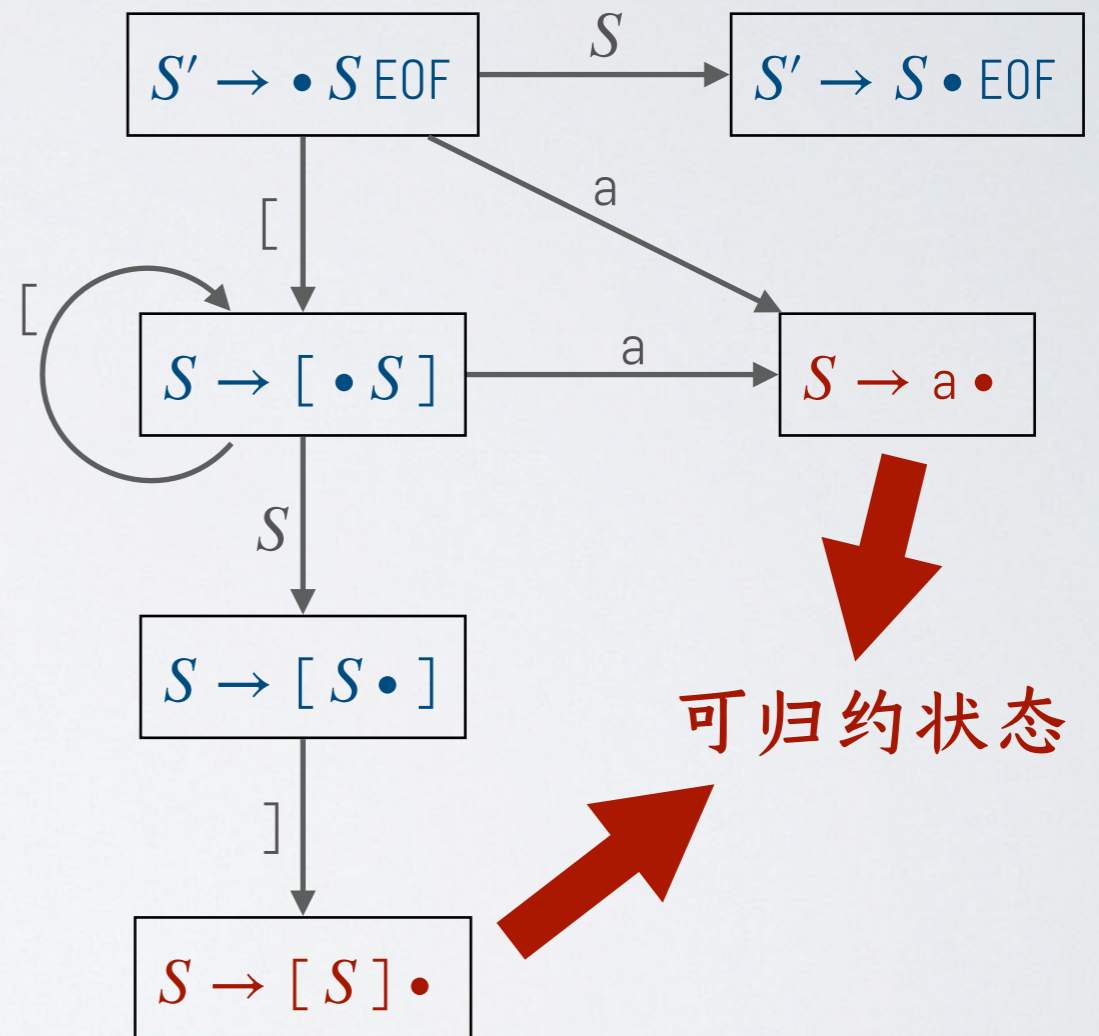 S
S′ → • S EOF
S′ → S • EOF
[
a
[
S → [ • S ]
a
S → a •
S
S → [ S • ]
可归约状态
]
S → [ S ] •